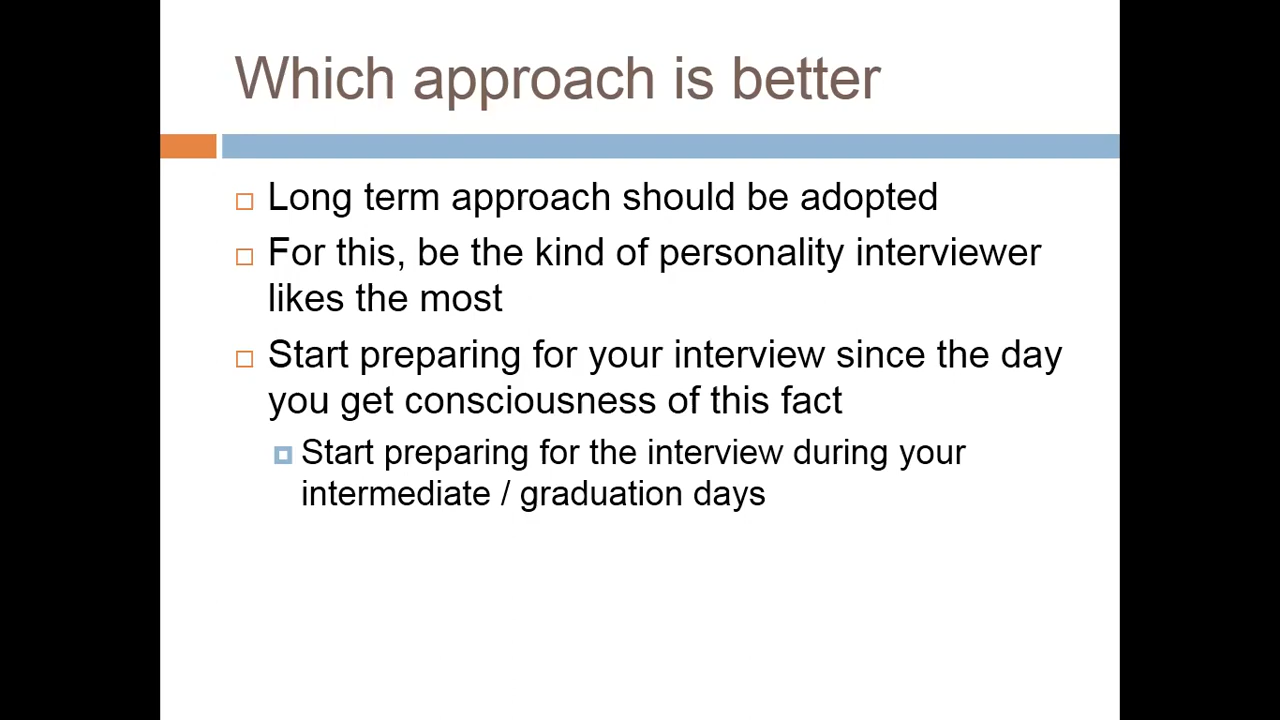 Which approach is better
Long term approach should be adopted
For this, be the kind of personality interviewer
likes the most
Start preparing for your interview since the day
you get consciousness of this fact
Start preparing for the interview during your
intermediate / graduation days